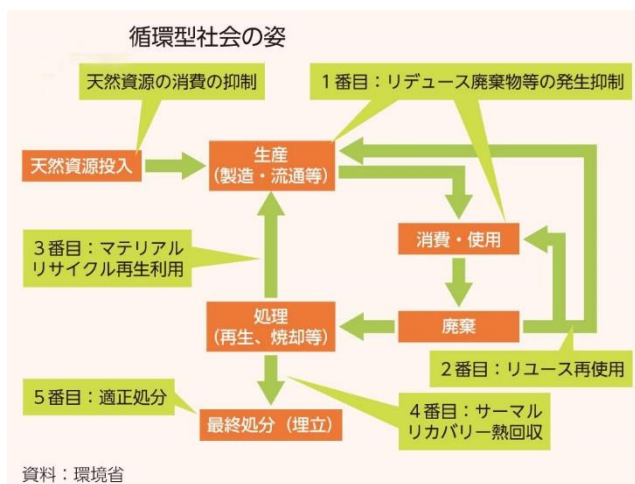 循環型社会の姿
天然資源の消費の抑制
1番目：リデュース廃棄物等の発生抑制
天然資源投入
生産
（製造・流通等）
消費・使用
3番目：マテリアル
リサイクル再生利用
処理
（再生、焼却等）
廃棄
2番目：リユース再使用
5番目：適正処分
最終処分（埋立）
4番目：サーマル
リカバリー熱回収
資料：環境省